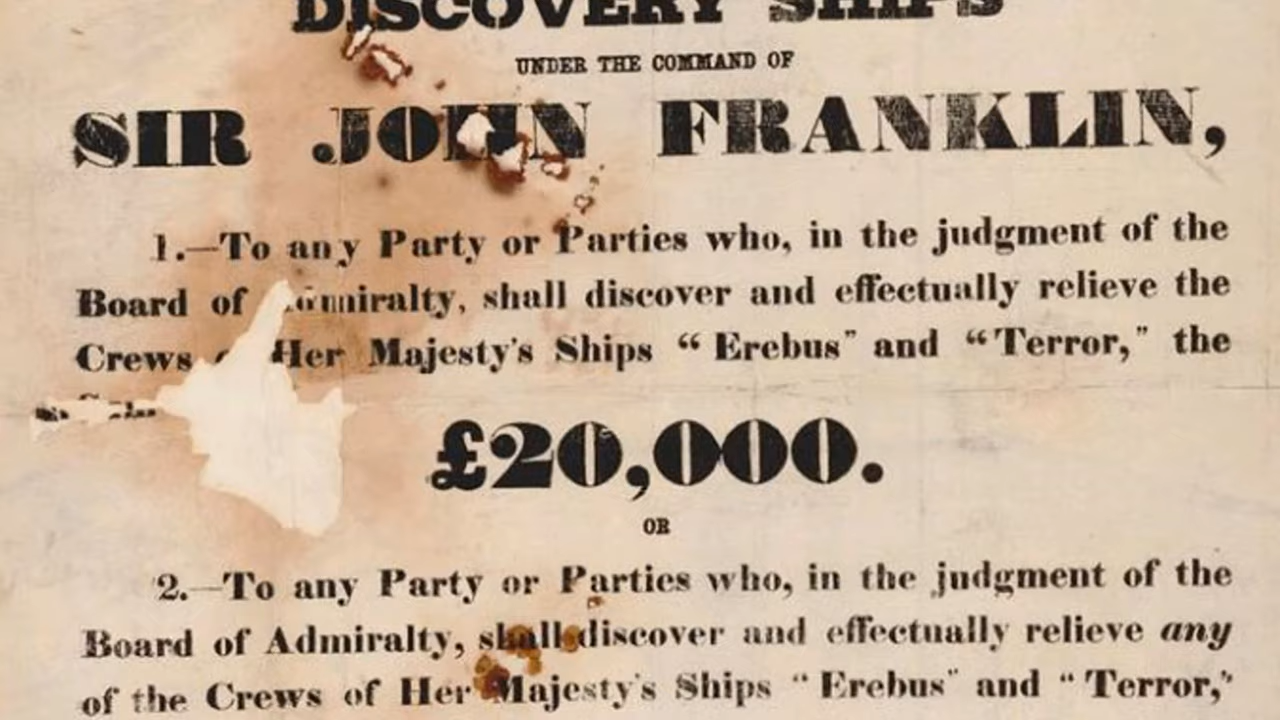 DISCOVERY SHIPS
UNDER THE COMMAND OF
SIR JOHN FRANKLIN,
1.—To any Party or Parties who, in the judgment of the
Board of Admiralty, shall discover and effectually relieve the
Crews Her Majesty's Ships “Erebus” and “Terror,” the
£20,000.
OR
2.—To any Party or Parties who, in the judgment of the
Board of Admiralty, shall discover and effectually relieve any
of the Crews of Her Majesty's Ships “Erebus” and “Terror,”